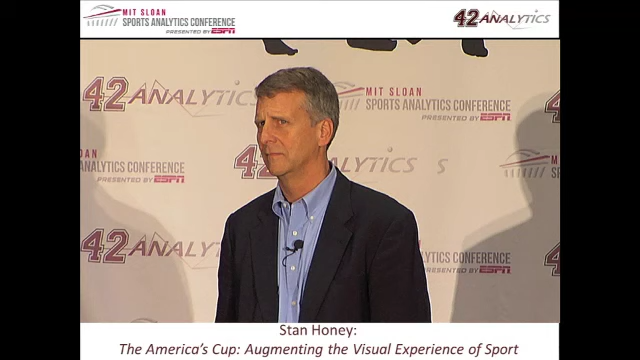 MIT SLOAN
SPORTS ANALYTICS CONFERENCE
PRESENTED BY ESPN
42 ANALYTICS
42 ANALYTICS
MIT SLOAN
SPORTS ANALYTICS CONFERENCE
PRESENTED BY ESPN
SLOAN
ANALYTICS CONFERENCE
PRESENTED BY ESPN
42 ANALYTICS S
42 ANALYTICS
ANALYTICS CONFERENCE
PRESENTED BY ESPN
Stan Honey:
The America's Cup: Augmenting the Visual Experience of Sport